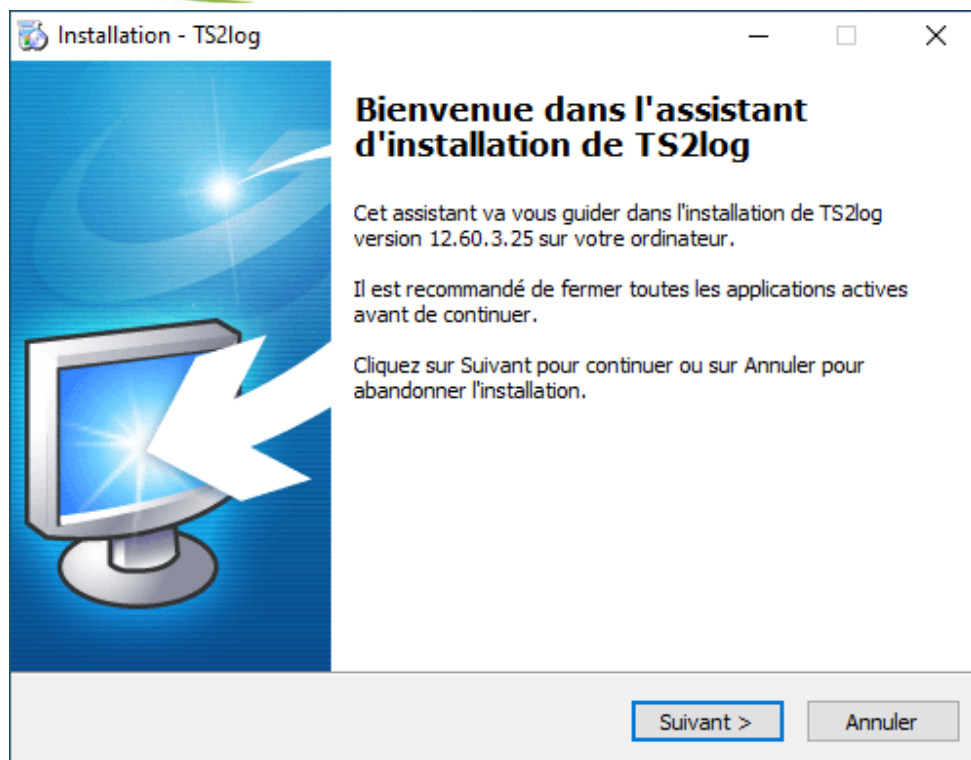 Installation - TS2log
Bienvenue dans l'assistant
d'installation de TS2log
Cet assistant va vous guider dans l'installation de TS2log
version 12.60.3.25 sur votre ordinateur.
Il est recommandé de fermer toutes les applications actives
avant de continuer.
Cliquez sur Suivant pour continuer ou sur Annuler pour
abandonner l'installation.
Suivant >
Annuler